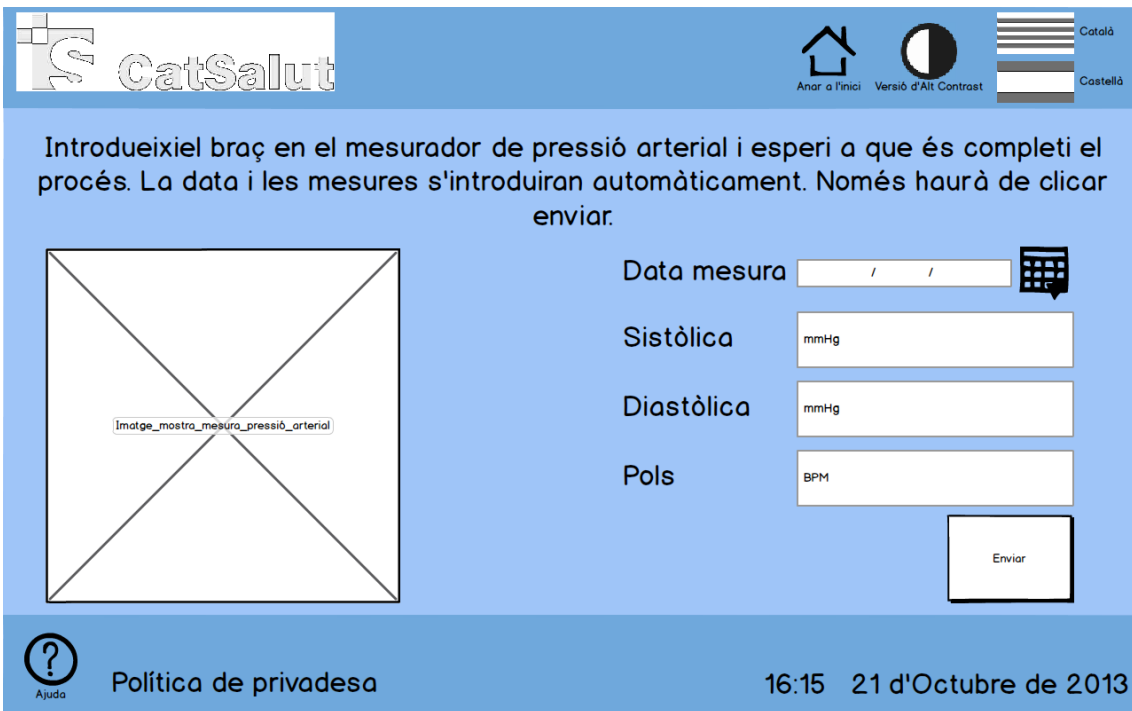 CatSalut
Anar a l'inici
Versió d'Alt Contrast
Català
Castellà
Introdueixiel braç en el mesurador de pressió arterial i esperi a que és completi el
procés. La data i les mesures s'introduiran automàticament. Només haurà de clicar
enviar.
Data mesura / /
Sistòlica mmHg
Diastòlica mmHg
Imatge_mostra_mesura_pressió_arterial
Pols BPM
Enviar
Ajuda
Política de privadesa
16:15 21 d'Octubre de 2013